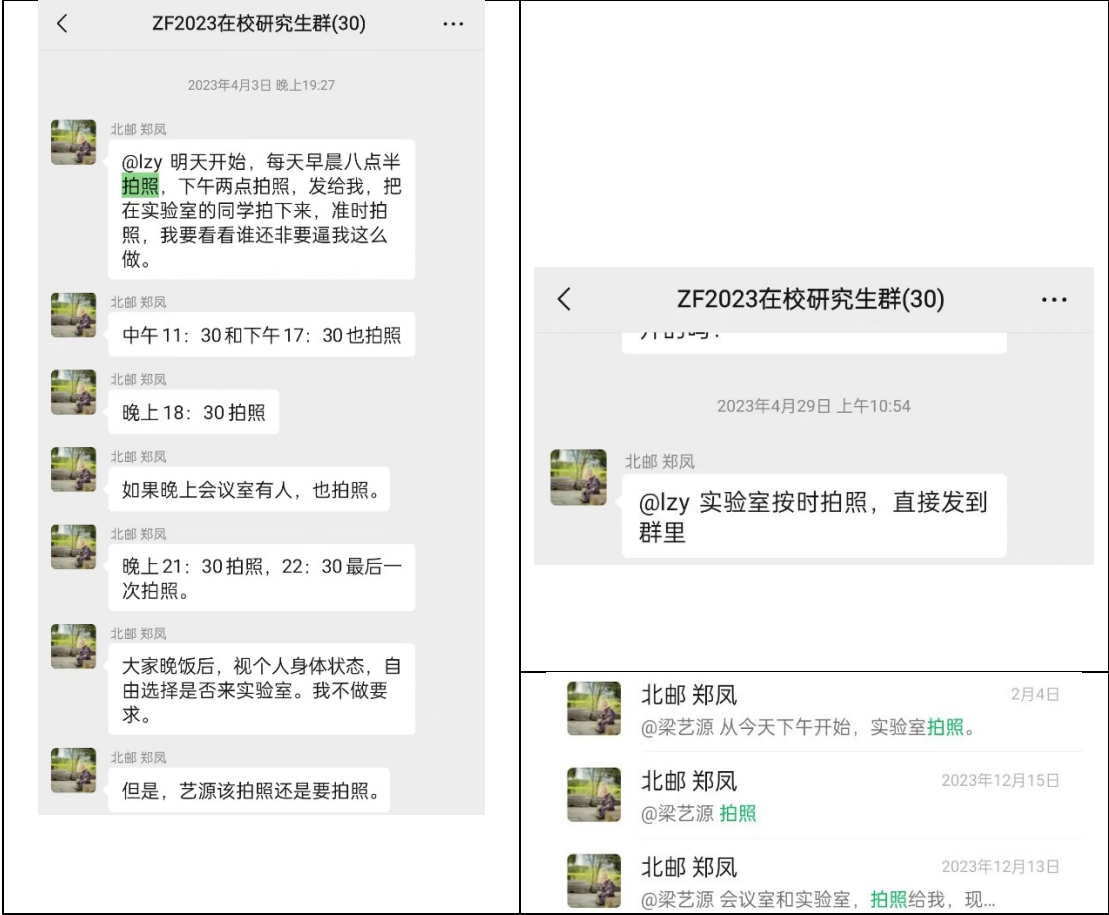 ZF2023在校研究生群(30)
2023年4月3日 晚上19:27
北邮 郑凤
@lzy 明天开始，每天早晨八点半
拍照，下午两点拍照，发给我，把
在实验室的同学拍下来，准时拍
照，我要看看谁还非要逼我这么
做。
北邮 郑凤
中午11：30和下午17：30也拍照
北邮 郑凤
晚上18：30拍照
北邮 郑凤
如果晚上会议室有人，也拍照。
北邮 郑凤
晚上21：30拍照，22：30最后一
次拍照。
北邮 郑凤
大家晚饭后，视个人身体状态，自
由选择是否来实验室。我不做要
求。
北邮 郑凤
但是，艺源该拍照还是要拍照。
ZF2023在校研究生群(30)
2023年4月29日 上午10:54
北邮 郑凤
@lzy 实验室按时拍照，直接发到
群里
北邮 郑凤 2月4日
@梁艺源 从今天下午开始，实验室拍照。
北邮 郑凤 2023年12月15日
@梁艺源 拍照
北邮 郑凤 2023年12月13日
@梁艺源 会议室和实验室，拍照给我，现...